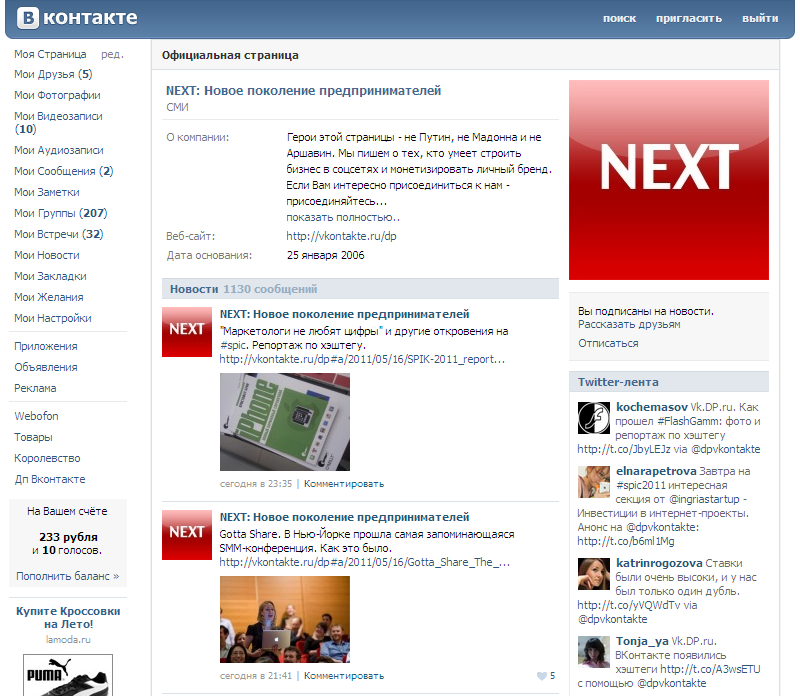 В контакте
поиск пригласить выйти
Моя Страница ред.
Мои Друзья (5)
Мои Фотографии
Мои Видеозаписи
(10)
Мои Аудиозаписи
Мои Сообщения (2)
Мои Заметки
Мои Группы (207)
Мои Встречи (32)
Мои Новости
Мои Закладки
Мои Желания
Мои Настройки
Приложения
Объявления
Реклама
Webofon
Товары
Королевство
Дп Вконтакте
На Вашем счёте
233 рубля
и 10 голосов.
Пополнить баланс »
Купите Кроссовки
на Лето!
lamoda.ru
PUMA
Официальная страница
NEXT: Новое поколение предпринимателей
СМИ
О компании: Герои этой страницы - не Путин, не Мадонна и не
Аршавин. Мы пишем о тех, кто умеет строить
бизнес в соцсетях и монетизировать личный бренд.
Если Вам интересно присоединиться к нам -
присоединяйтесь...
показать полностью..
Веб-сайт: http://vkontakte.ru/dp
Дата основания: 25 января 2006
Новости 1130 сообщений
NEXT
NEXT: Новое поколение предпринимателей
"Маркетологи не любят цифры" и другие откровения на
#spic. Репортаж по хэштегу.
http://vkontakte.ru/dp#a/2011/05/16/SPIK-2011_report...
iPhone
сегодня в 23:35 | Комментировать
NEXT
NEXT: Новое поколение предпринимателей
Gotta Share. В Нью-Йорке прошла самая запоминающаяся
SMM-конференция. Как это было.
http://vkontakte.ru/dp#a/2011/05/16/Gotta_Share_The_...
сегодня в 21:41 | Комментировать 5
NEXT
Вы подписаны на новости.
Рассказать друзьям
Отписаться
Twitter-лента
kochemasov Vk.DP.ru. Как
прошел #FlashGamm: фото и
репортаж по хэштегу
http://t.co/JbyLEJz via @dpvkontakte
elnarapetrova Завтра на
#spic2011 интересная
секция от @ingriastartup -
Инвестиции в интернет-проекты.
Анонс на @dpvkontakte:
http://t.co/b6ml1Mg
katrinrogozova Ставки
были очень высоки, и у нас
был только один дубль.
http://t.co/yVQWdTv via
@dpvkontakte
Tonja_ya Vk.DP.ru.
ВКонтакте появились
хэштеги http://t.co/A3wsETU
с помощью @dpvkontakte